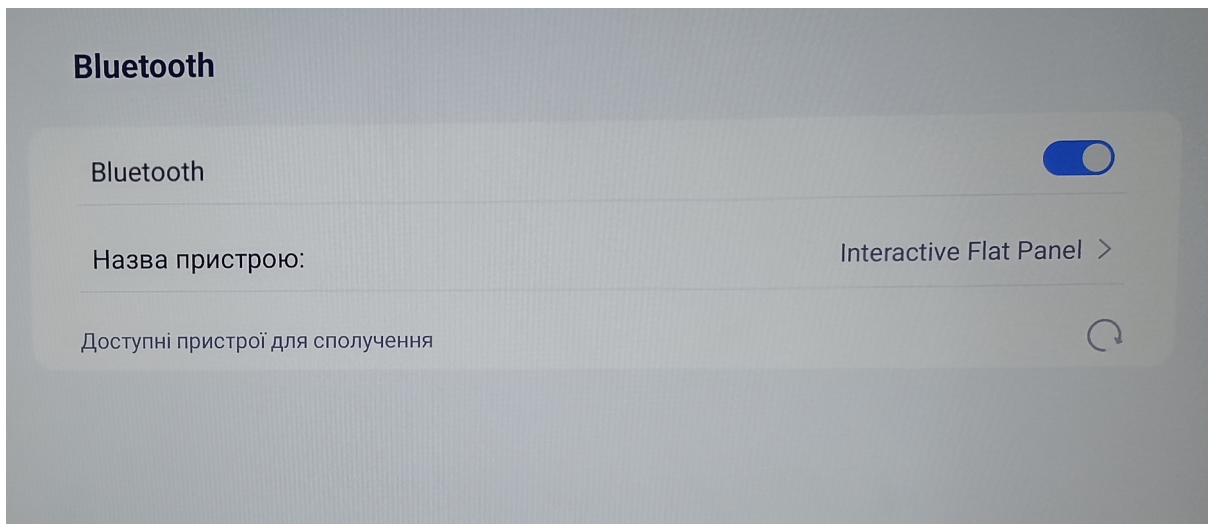 Bluetooth
Bluetooth
Назва пристрою:
Interactive Flat Panel
Доступні пристрої для сполучення